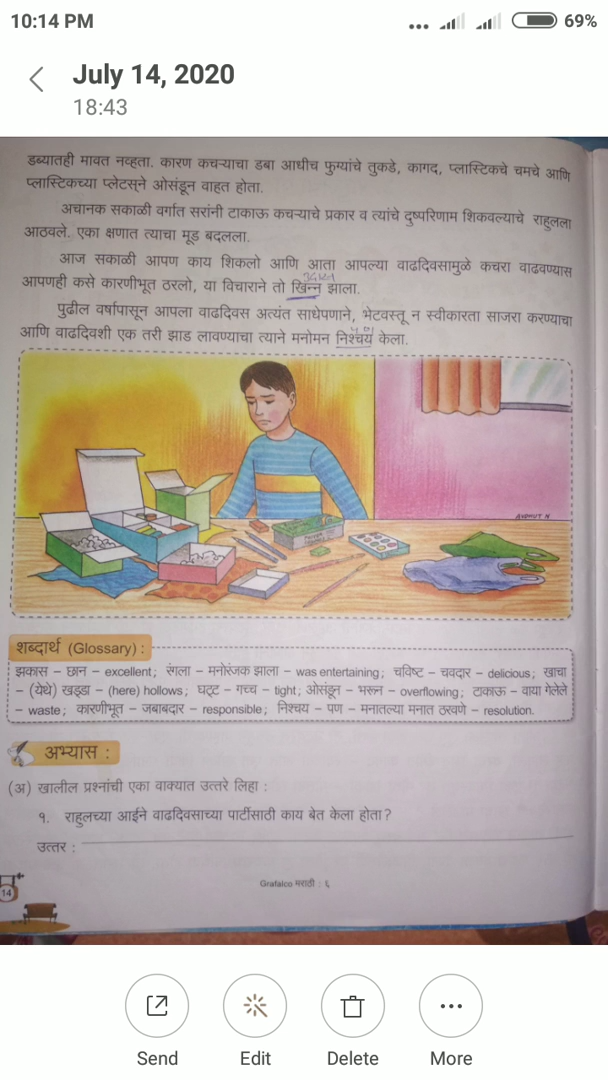 10:14 PM
69%
July 14, 2020
18:43
डब्यातही मावत नव्हता. कारण कचऱ्याचा डबा आधीच फुग्यांचे तुकडे, कागद, प्लास्टिकचे चमचे आणि
प्लास्टिकच्या प्लेटस्ने ओसंडून वाहत होता.
अचानक सकाळी वर्गात सरांनी टाकाऊ कचऱ्याचे प्रकार व त्यांचे दुष्परिणाम शिकवल्याचे राहुलला
आठवले. एका क्षणात त्याचा मूड बदलला.
आज सकाळी आपण काय शिकलो आणि आता आपल्या वाढदिवसामुळे कचरा वाढवण्यास
आपणही कसे कारणीभूत ठरलो, या विचाराने तो खिन्न झाला.
पुढील वर्षापासून आपला वाढदिवस अत्यंत साधेपणाने, भेटवस्तू न स्वीकारता साजरा करण्याचा
पण
आणि वाढदिवशी एक तरी झाड लावण्याचा त्याने मनोमन निश्चय केला.
शब्दार्थ (Glossary) :
झकास – छान – excellent; रंगला – मनोरंजक झाला – was entertaining; चविष्ट – चवदार – delicious; खाचा
– (येथे) खड्डा – (here) hollows; घट्ट – गच्च – tight; ओसंडून – भरून – overflowing; टाकाऊ – वाया गेलेले
– waste; कारणीभूत – जबाबदार – responsible; निश्चय – पण – मनातल्या मनात ठरवणे – resolution.
अभ्यास :
(अ) खालील प्रश्नांची एका वाक्यात उत्तरे लिहा :
१. राहुलच्या आईने वाढदिवसाच्या पार्टीसाठी काय बेत केला होता?
उत्तर :
Grafalco मराठी : ६
14
Send Edit Delete More